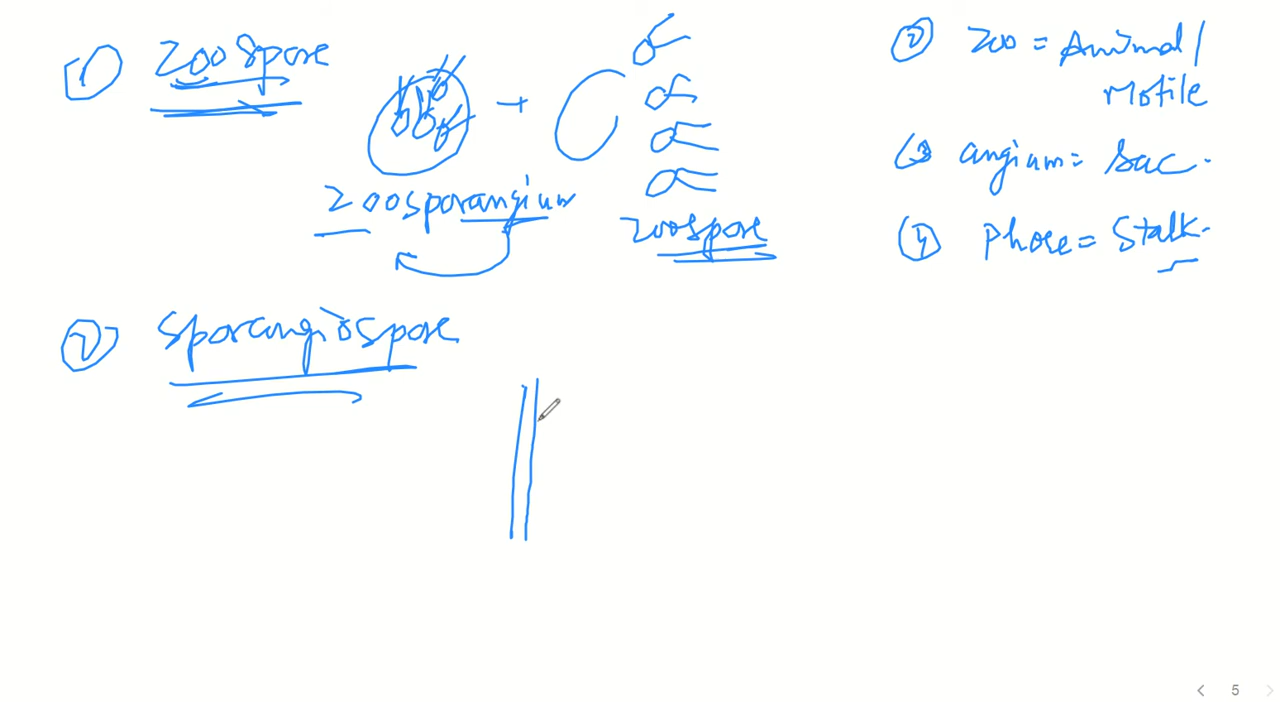 ① Zoospore
Zoosporangium
zoospore
② Zoo = Animal/
Motile
③ angium = Sac.
④ Phore = Stalk.
② Sporangiospore
5